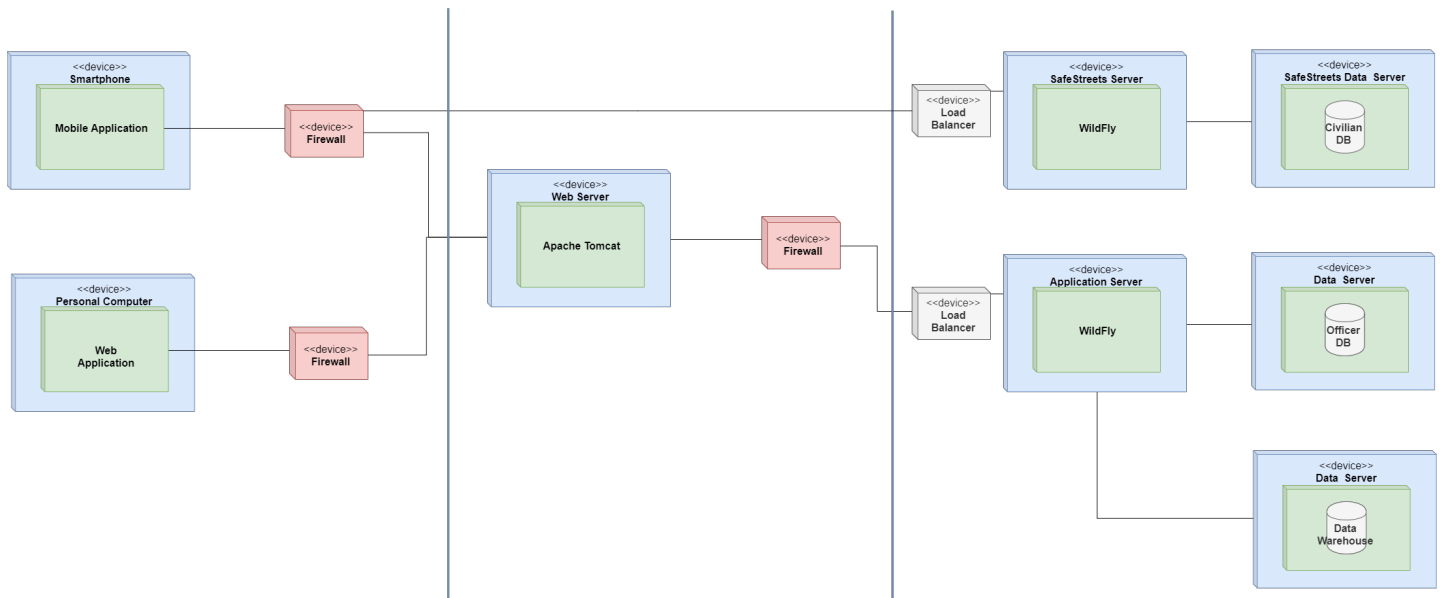 <<device>>
Smartphone
Mobile Application
<<device>>
Firewall
<<device>>
Personal Computer
Web
Application
<<device>>
Firewall
<<device>>
Web Server
Apache Tomcat
<<device>>
Firewall
<<device>>
Load
Balancer
<<device>>
SafeStreets Server
WildFly
<<device>>
SafeStreets Data Server
Civilian
DB
<<device>>
Load
Balancer
<<device>>
Application Server
WildFly
<<device>>
Data Server
Officer
DB
<<device>>
Data Server
Data
Warehouse